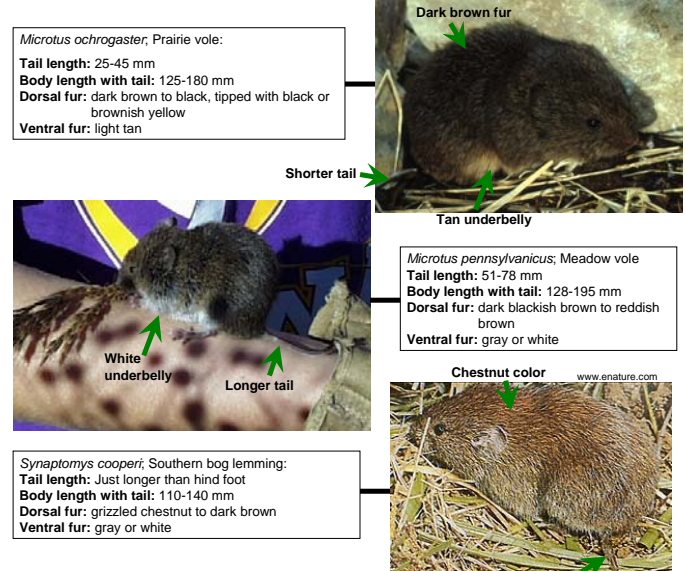 Dark brown fur
Microtus ochrogaster; Prairie vole:
Tail length: 25-45 mm
Body length with tail: 125-180 mm
Dorsal fur: dark brown to black, tipped with black or
brownish yellow
Ventral fur: light tan
Shorter tail
Tan underbelly
Microtus pennsylvanicus; Meadow vole
Tail length: 51-78 mm
Body length with tail: 128-195 mm
Dorsal fur: dark blackish brown to reddish
brown
Ventral fur: gray or white
White
underbelly
Longer tail
Chestnut color
www.enature.com
Synaptomys cooperi; Southern bog lemming:
Tail length: Just longer than hind foot
Body length with tail: 110-140 mm
Dorsal fur: grizzled chestnut to dark brown
Ventral fur: gray or white